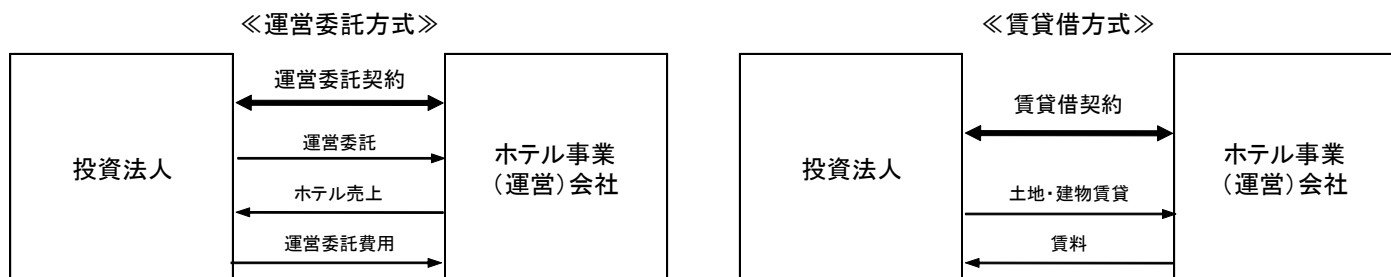 ≪運営委託方式≫
投資法人
運営委託契約
運営委託
ホテル売上
運営委託費用
ホテル事業
(運営)会社
≪賃貸借方式≫
投資法人
賃貸借契約
土地・建物賃貸
賃料
ホテル事業
(運営)会社